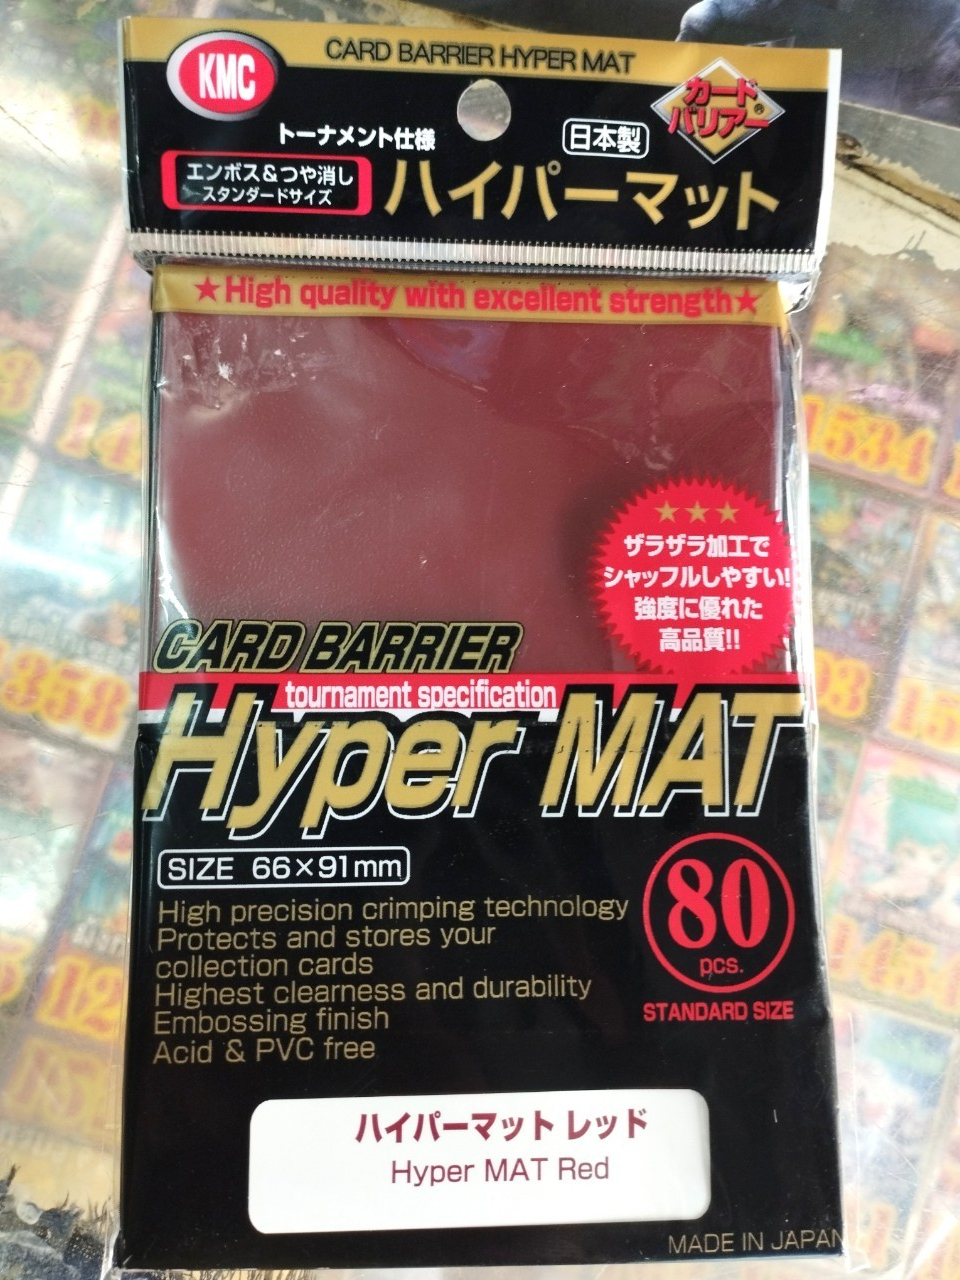 CARD BARRIER HYPER MAT
KMC
カード
バリアー®
トーナメント仕様
日本製
エンボス&つや消し
スタンダードサイズ
ハイパーマット
★High quality with excellent strength★
★★★
ザラザラ加工で
シャッフルしやすい!
強度に優れた
高品質!!
CARD BARRIER
tournament specification
Hyper MAT
SIZE 66×91mm
80
pcs.
STANDARD SIZE
High precision crimping technology
Protects and stores your
collection cards
Highest clearness and durability
Embossing finish
Acid & PVC free
ハイパーマット レッド
Hyper MAT Red
MADE IN JAPAN
1534
358